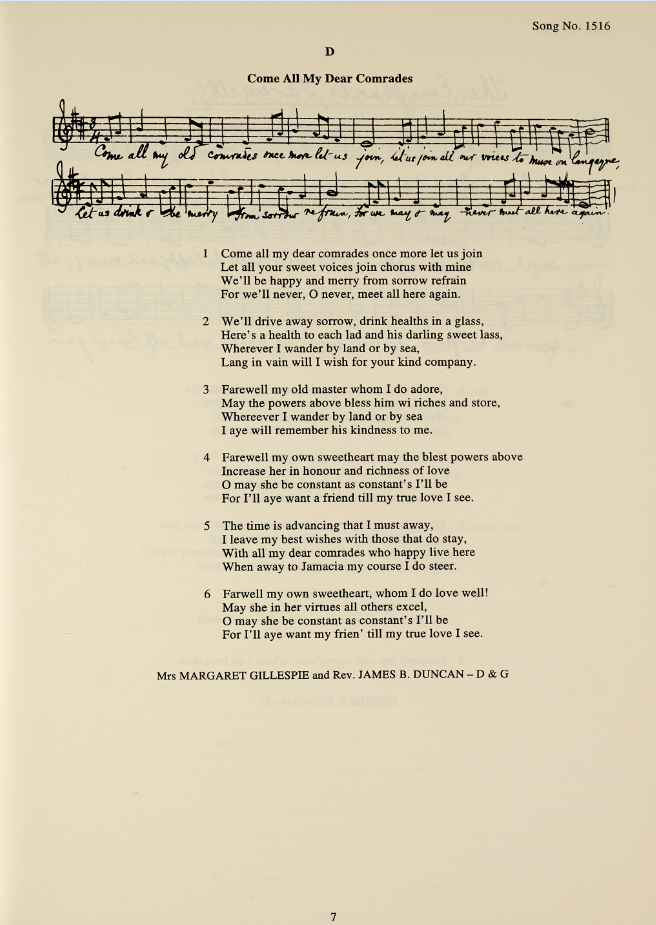 Song No. 1516
D
Come All My Dear Comrades
Come all my old comrades once more let us join, let us join all our voices to muse on langsyne,
Let us drink & be merry from sorrow refrain, for we may & may never meet all here again.
1 Come all my dear comrades once more let us join
Let all your sweet voices join chorus with mine
We'll be happy and merry from sorrow refrain
For we'll never, O never, meet all here again.
2 We'll drive away sorrow, drink healths in a glass,
Here's a health to each lad and his darling sweet lass,
Wherever I wander by land or by sea,
Lang in vain will I wish for your kind company.
3 Farewell my old master whom I do adore,
May the powers above bless him wi riches and store,
Whereever I wander by land or by sea
I aye will remember his kindness to me.
4 Farewell my own sweetheart may the blest powers above
Increase her in honour and richness of love
O may she be constant as constant's I'll be
For I'll aye want a friend till my true love I see.
5 The time is advancing that I must away,
I leave my best wishes with those that do stay,
With all my dear comrades who happy live here
When away to Jamacia my course I do steer.
6 Farwell my own sweetheart, whom I do love well!
May she in her virtues all others excel,
O may she be constant as constant's I'll be
For I'll aye want my frien' till my true love I see.
Mrs MARGARET GILLESPIE and Rev. JAMES B. DUNCAN – D & G
7